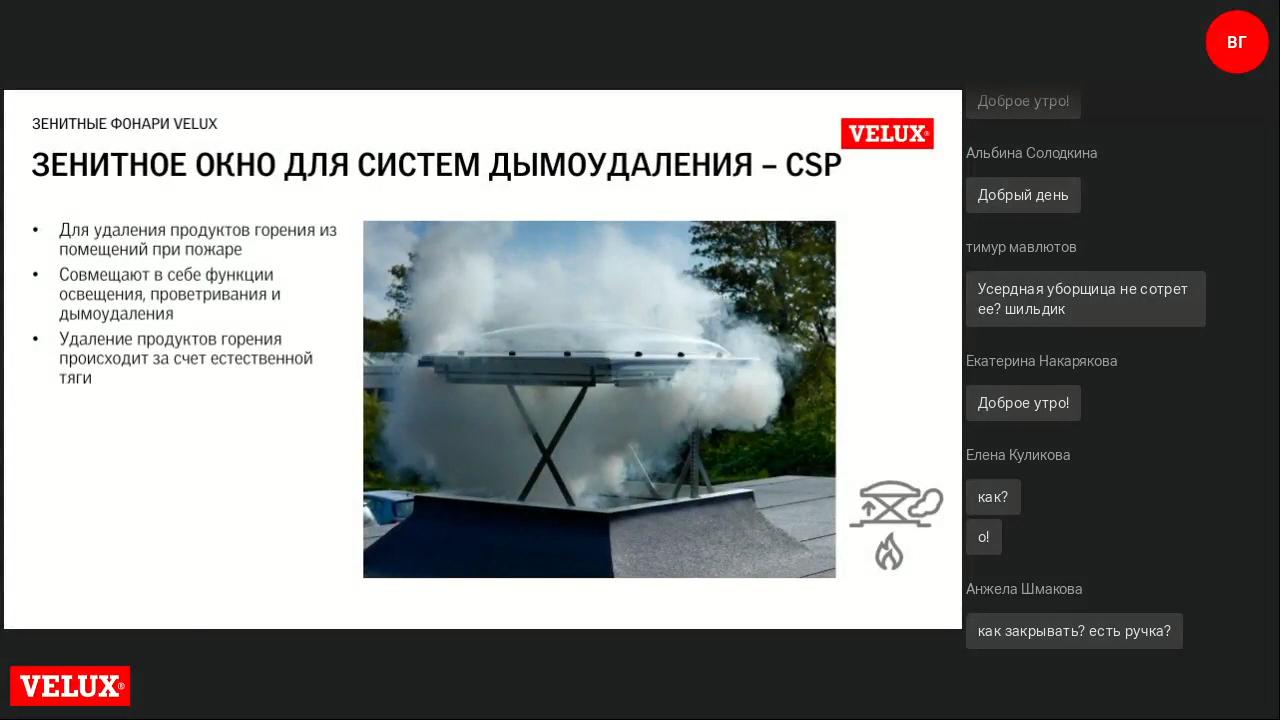 ВГ
ЗЕНИТНЫЕ ФОНАРИ VELUX
VELUX®
ЗЕНИТНОЕ ОКНО ДЛЯ СИСТЕМ ДЫМОУДАЛЕНИЯ – CSP
• Для удаления продуктов горения из
помещений при пожаре
• Совмещают в себе функции
освещения, проветривания и
дымоудаления
• Удаление продуктов горения
происходит за счет естественной
тяги
Доброе утро!
Альбина Солодкина
Добрый день
тимур мавлютов
Усердная уборщица не сотрет
ее? шильдик
Екатерина Накарякова
Доброе утро!
Елена Куликова
как?
о!
Анжела Шмакова
как закрывать? есть ручка?
VELUX®